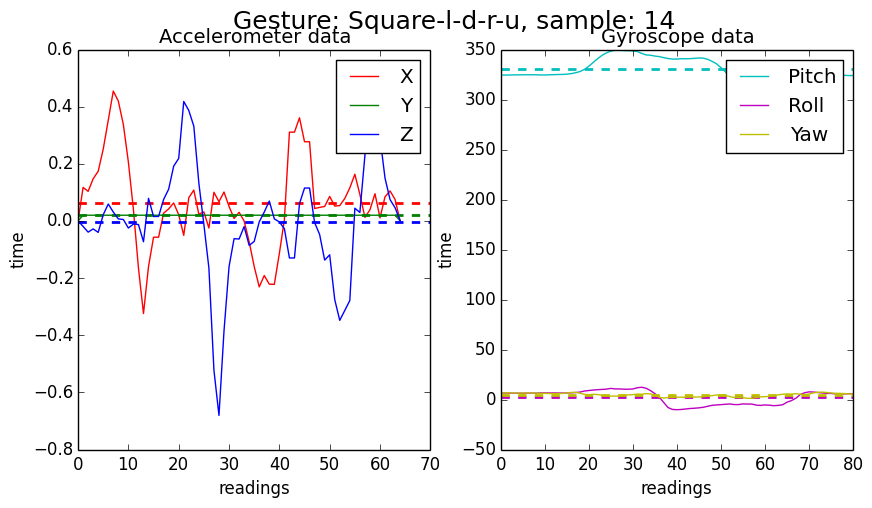 Gesture: Square-l-d-r-u, sample: 14
Accelerometer data
0.6
0.4
0.2
0.0
−0.2
−0.4
−0.6
−0.8
time
0 10 20 30 40 50 60 70
readings
X
Y
Z
Gyroscope data
350
300
250
200
150
100
50
0
−50
time
0 10 20 30 40 50 60 70 80
readings
Pitch
Roll
Yaw